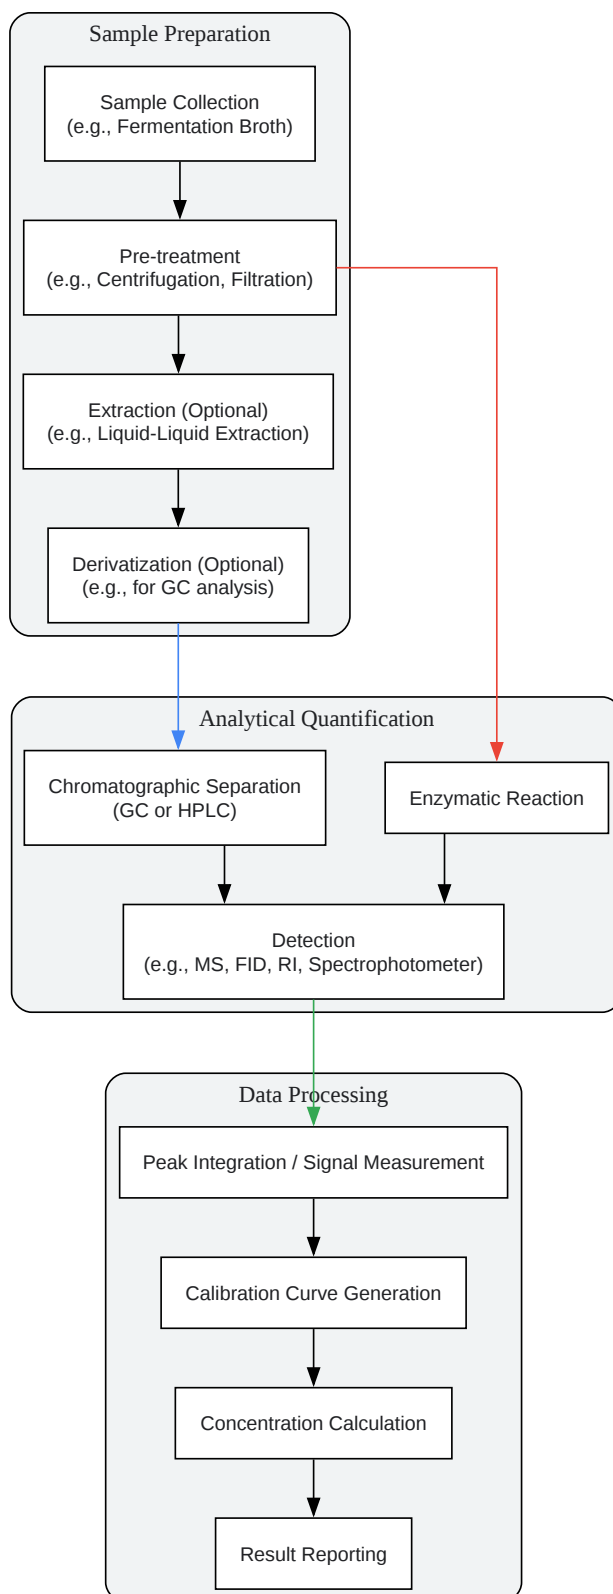 Sample Preparation
Sample Collection
(e.g., Fermentation Broth)
Pre-treatment
(e.g., Centrifugation, Filtration)
Extraction (Optional)
(e.g., Liquid-Liquid Extraction)
Derivatization (Optional)
(e.g., for GC analysis)
Analytical Quantification
Chromatographic Separation
(GC or HPLC)
Enzymatic Reaction
Detection
(e.g., MS, FID, RI, Spectrophotometer)
Data Processing
Peak Integration / Signal Measurement
Calibration Curve Generation
Concentration Calculation
Result Reporting